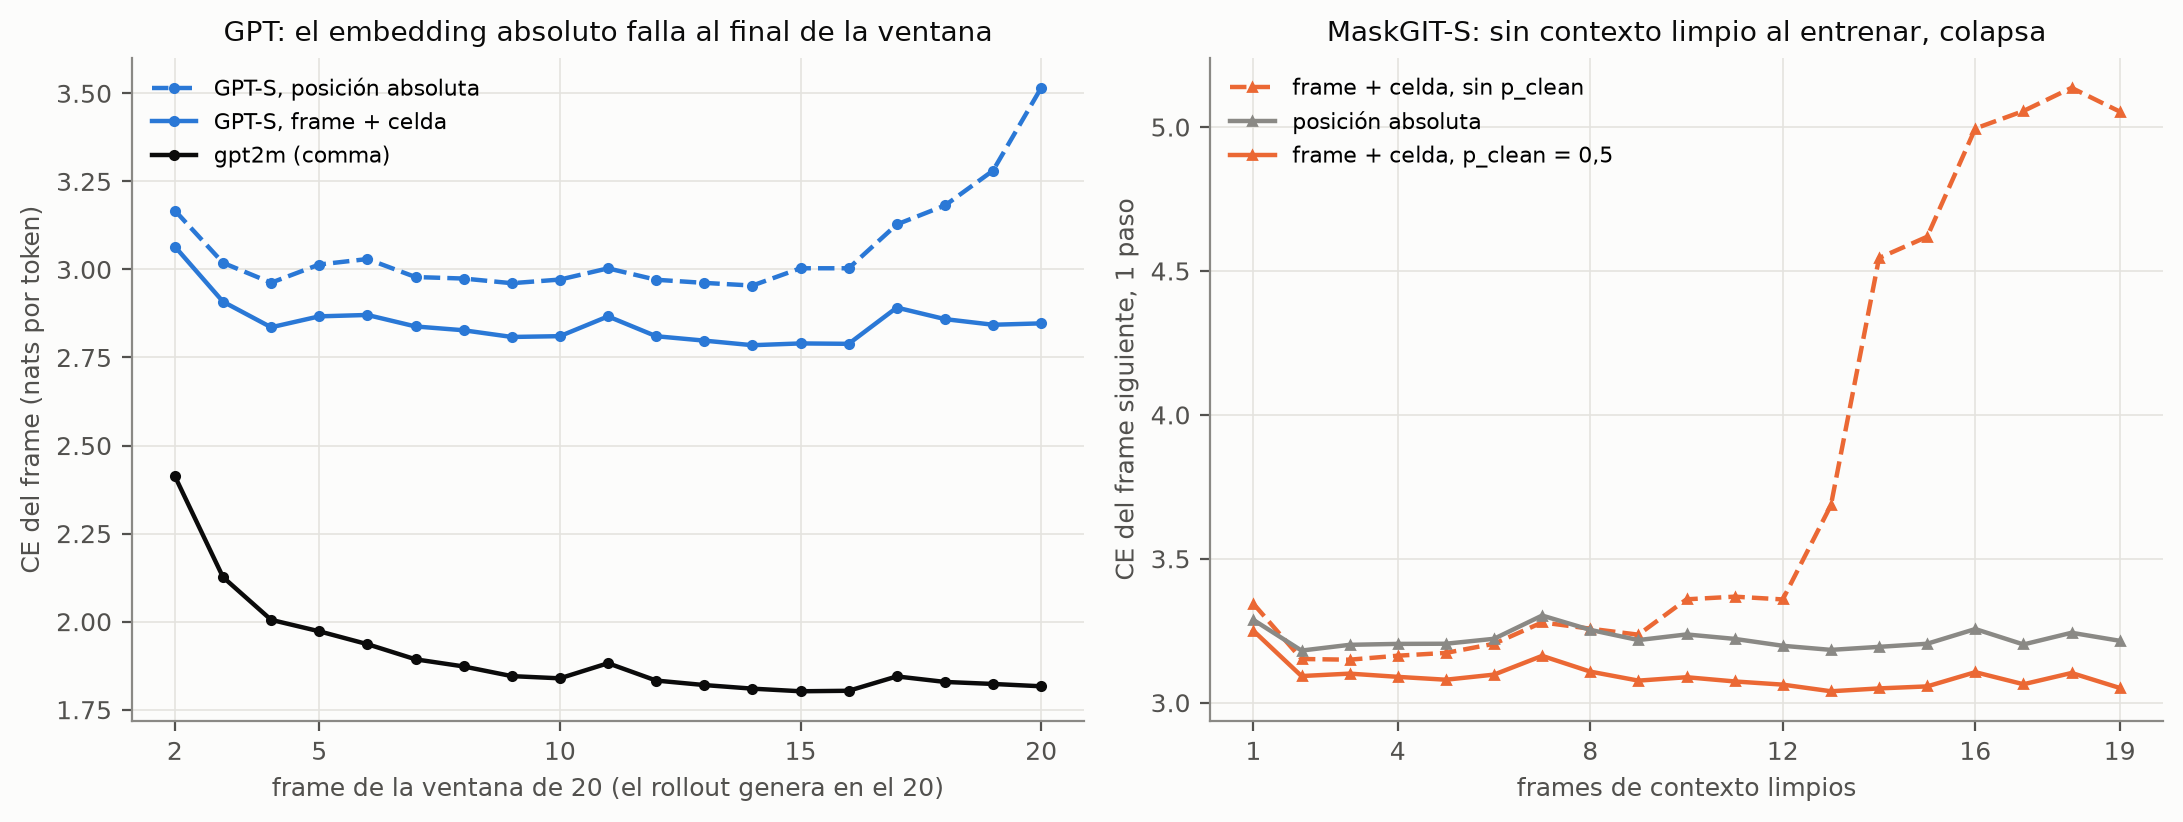 GPT: el embedding absoluto falla al final de la ventana
GPT-S, posición absoluta
GPT-S, frame + celda
gpt2m (comma)
CE del frame (nats por token)
3.50
3.25
3.00
2.75
2.50
2.25
2.00
1.75
2
5
10
15
20
frame de la ventana de 20 (el rollout genera en el 20)
MaskGIT-S: sin contexto limpio al entrenar, colapsa
frame + celda, sin p_clean
posición absoluta
frame + celda, p_clean = 0,5
CE del frame siguiente, 1 paso
5.0
4.5
4.0
3.5
3.0
1
4
8
12
16
19
frames de contexto limpios